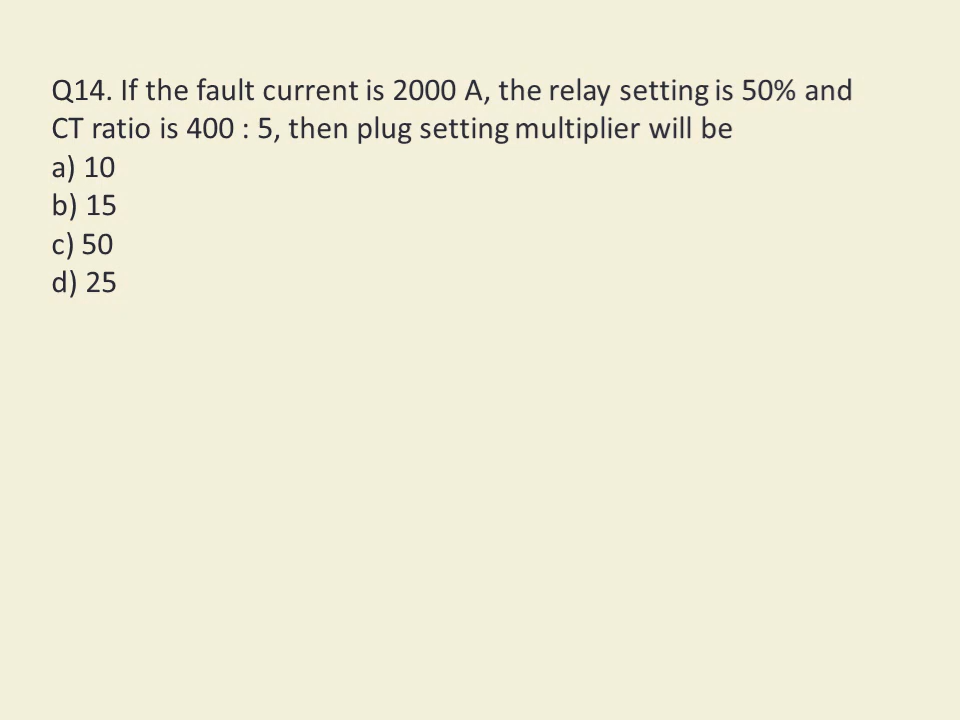 Q14. If the fault current is 2000 A, the relay setting is 50% and
CT ratio is 400 : 5, then plug setting multiplier will be
a) 10
b) 15
c) 50
d) 25